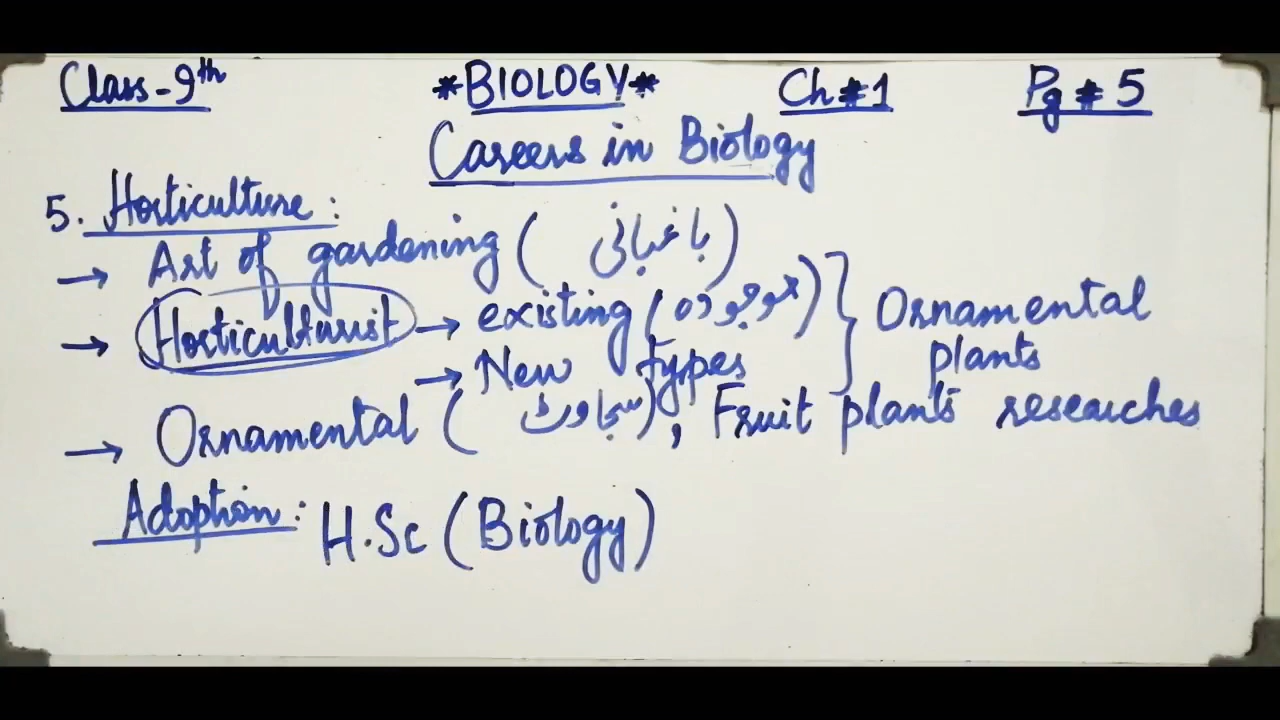 Class-9th *BIOLOGY* Ch #1 Pg # 5
Careers in Biology
5. Horticulture:
→ Art of gardening (باغبانی)
→ Horticulturist → existing (موجودہ) } Ornamental
→ New types plants
→ Ornamental (سجاوٹ), Fruit plants researches
Adoption: H.Sc (Biology)